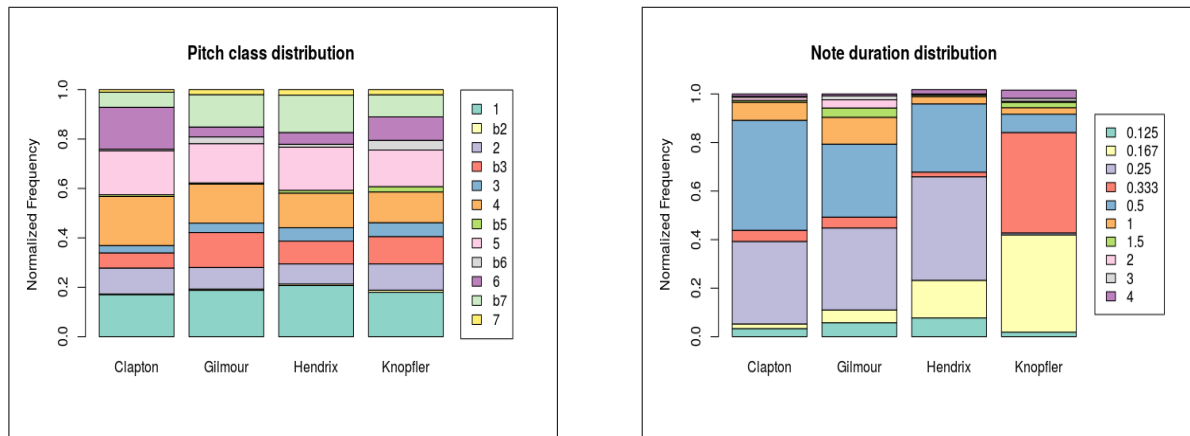 Pitch class distribution
Normalized Frequency
1.0
0.8
0.6
0.4
0.2
0.0
Clapton Gilmour Hendrix Knopfler
1
b2
2
b3
3
4
b5
5
b6
6
b7
7
Note duration distribution
Normalized Frequency
1.0
0.8
0.6
0.4
0.2
0.0
Clapton Gilmour Hendrix Knopfler
0.125
0.167
0.25
0.333
0.5
1
1.5
2
3
4